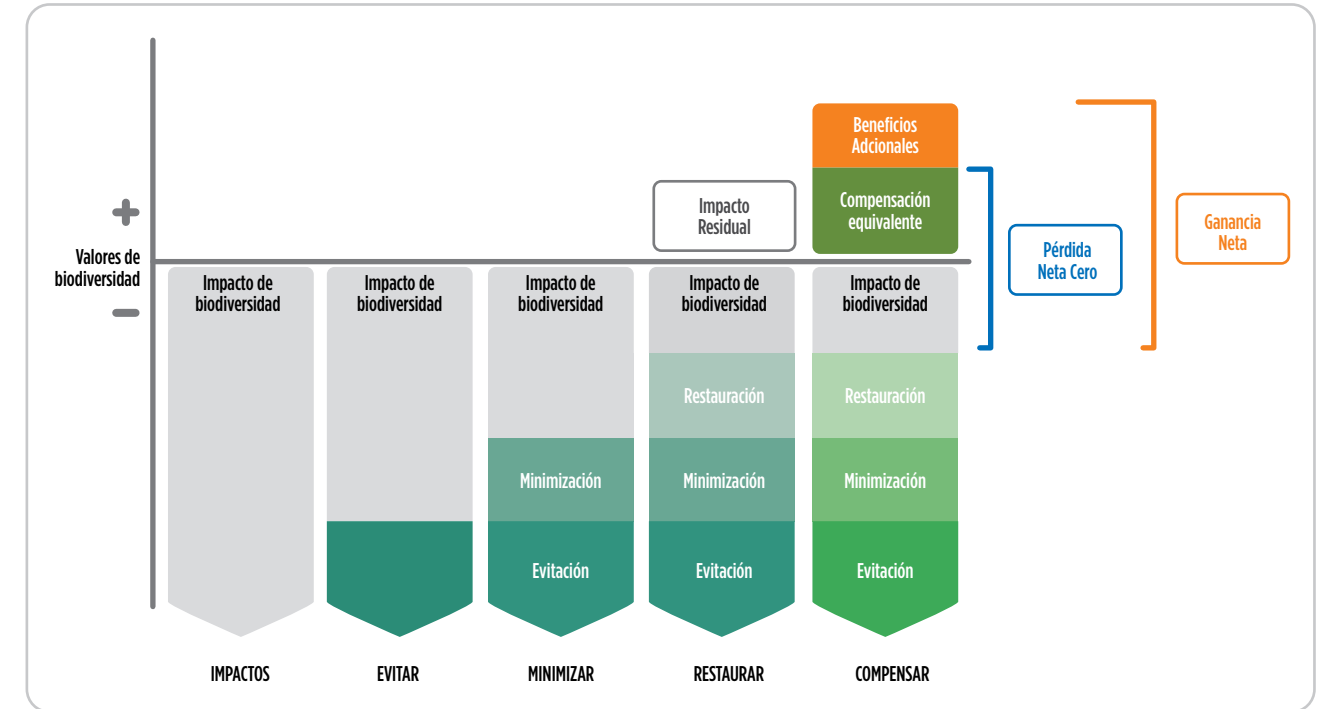 Beneficios
Adcionales
Compensación
equivalente
Impacto
Residual
Ganancia
Neta
Pérdida
Neta Cero
+
Valores de
biodiversidad
−
Impacto de
biodiversidad
Impacto de
biodiversidad
Impacto de
biodiversidad
Impacto de
biodiversidad
Impacto de
biodiversidad
Restauración
Restauración
Minimización
Minimización
Minimización
Evitación
Evitación
Evitación
IMPACTOS
EVITAR
MINIMIZAR
RESTAURAR
COMPENSAR